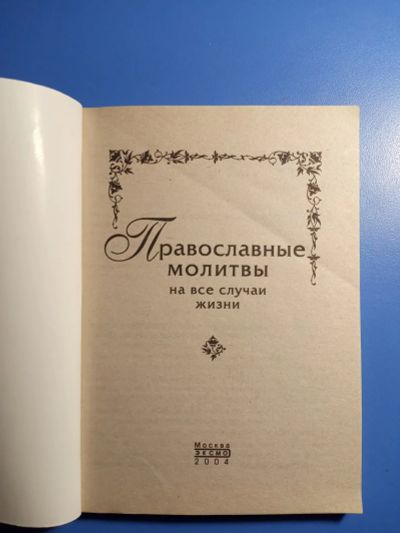 Православные
молитвы
на все случаи
жизни
Москва
ЭКСМО
2004